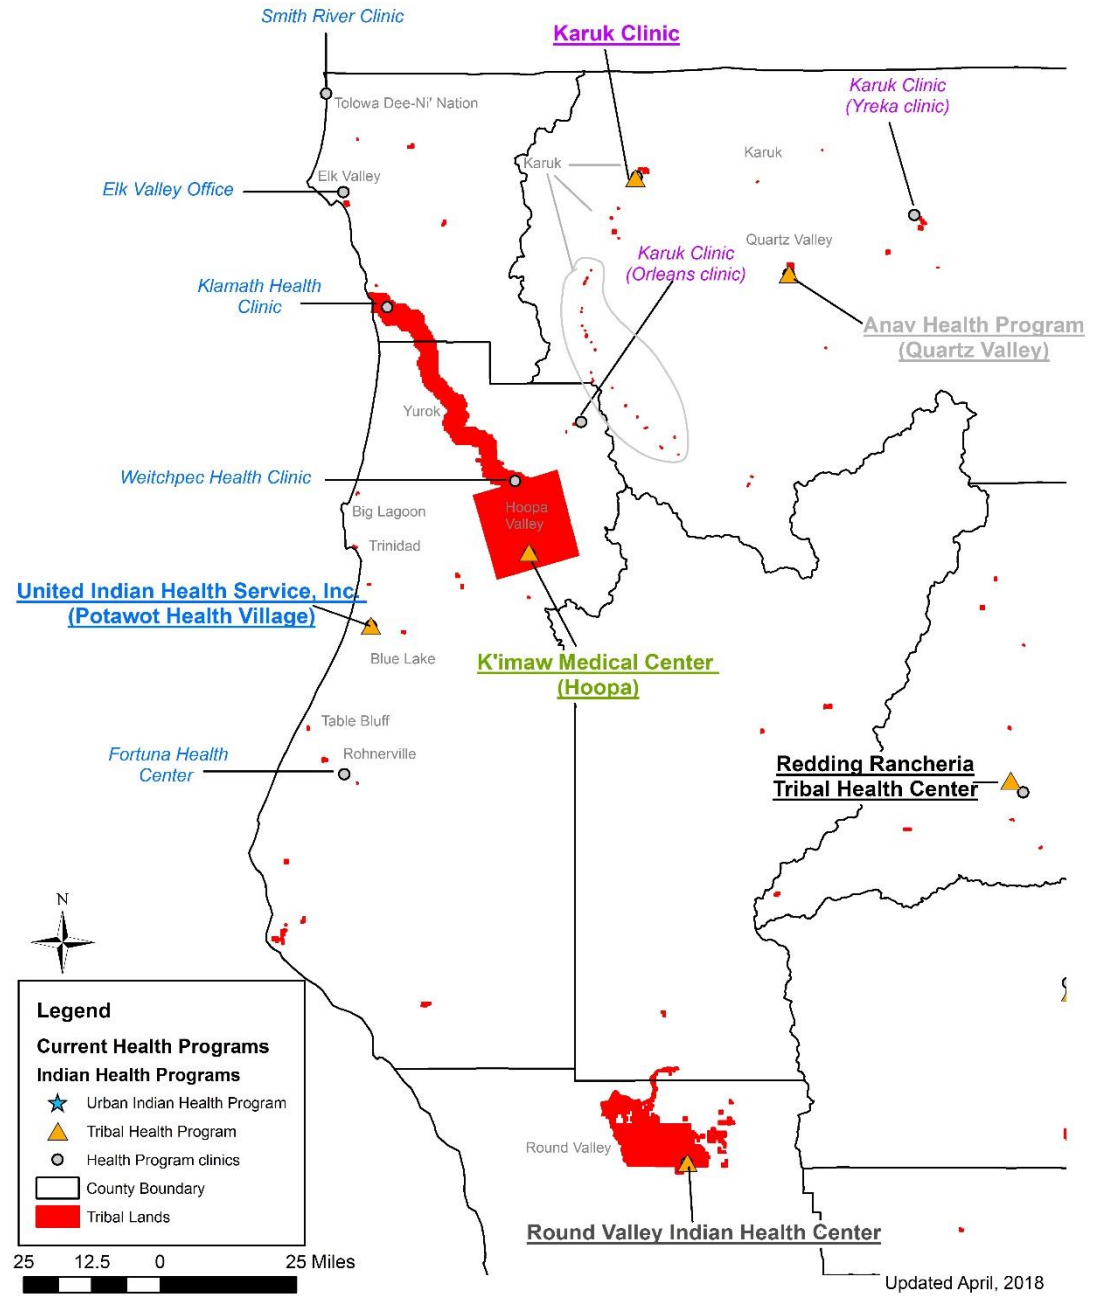 Smith River Clinic
Karuk Clinic
Karuk Clinic
(Yreka clinic)
Tolowa Dee-Ni' Nation
Karuk
Karuk
Elk Valley
Elk Valley Office
Quartz Valley
Karuk Clinic
(Orleans clinic)
Klamath Health
Clinic
Anav Health Program
(Quartz Valley)
Yurok
Weitchpec Health Clinic
Big Lagoon
Hoopa
Valley
Trinidad
United Indian Health Service, Inc.
(Potawot Health Village)
Blue Lake
K'imaw Medical Center
(Hoopa)
Table Bluff
Rohnerville
Fortuna Health
Center
Redding Rancheria
Tribal Health Center
N
Legend
Current Health Programs
Indian Health Programs
Urban Indian Health Program
Tribal Health Program
Health Program clinics
County Boundary
Tribal Lands
Round Valley
Round Valley Indian Health Center
25 12.5 0 25 Miles
Updated April, 2018